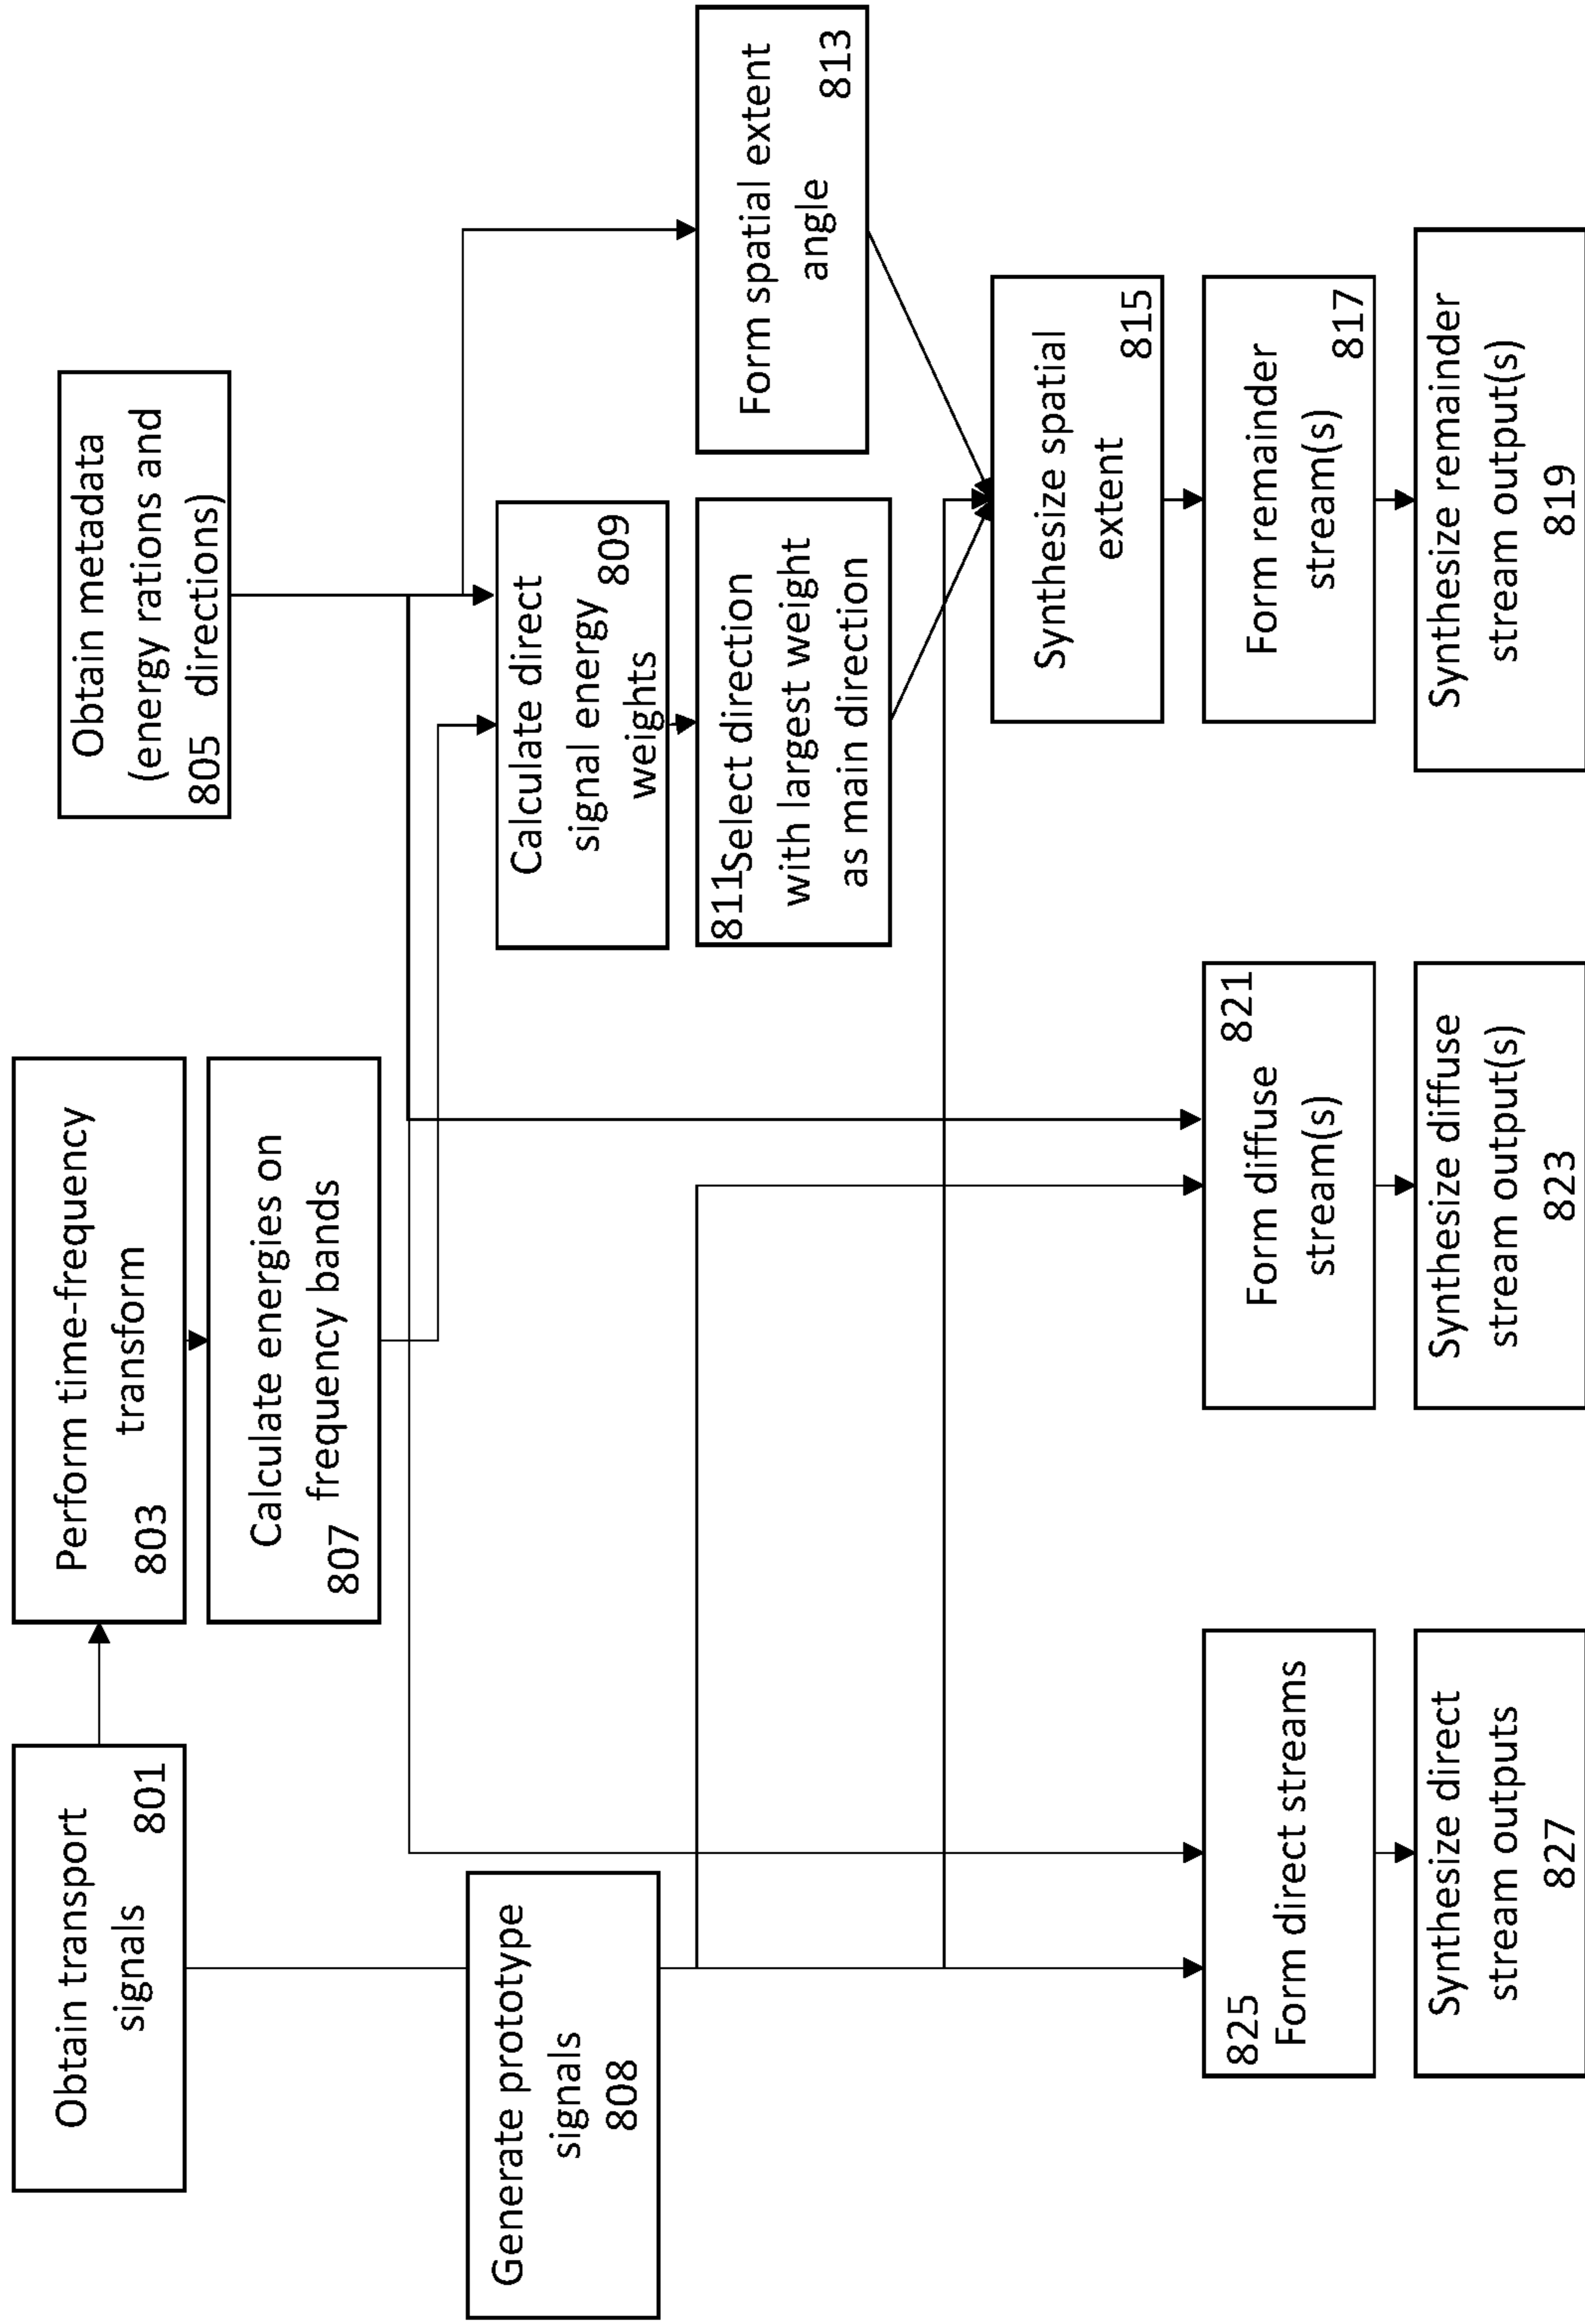 Obtain transport
signals 801
Perform time-frequency
803 transform
Calculate energies on
807 frequency bands
Obtain metadata
(energy rations and
805 directions)
Generate prototype
signals
808
Calculate direct
signal energy 809
weights
811 Select direction
with largest weight
as main direction
Form spatial extent
angle 813
Synthesize spatial
extent 815
825
Form direct streams
821
Form diffuse
stream(s)
Form remainder
stream(s) 817
Synthesize direct
stream outputs
827
Synthesize diffuse
stream output(s)
823
Synthesize remainder
stream output(s)
819